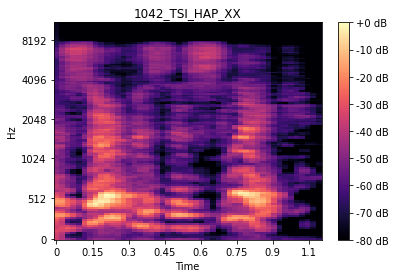 1042_TSI_HAP_XX
Hz
8192
4096
2048
1024
512
0
0 0.15 0.3 0.45 0.6 0.75 0.9 1.1
Time
+0 dB
-10 dB
-20 dB
-30 dB
-40 dB
-50 dB
-60 dB
-70 dB
-80 dB